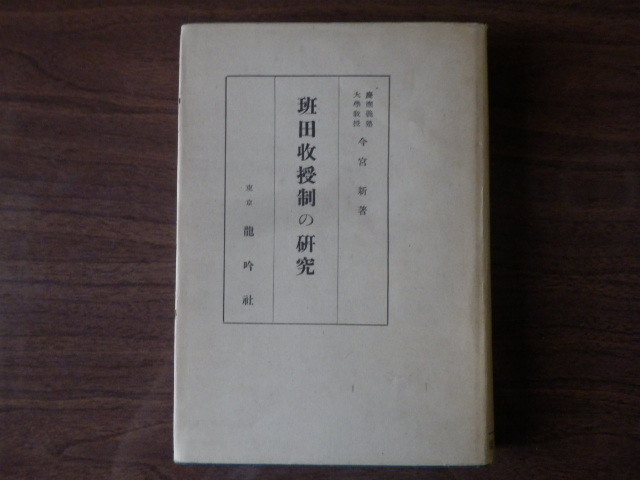 慶應義塾
大學教授
今宮新著
班田收授制の研究
東京
龍吟社